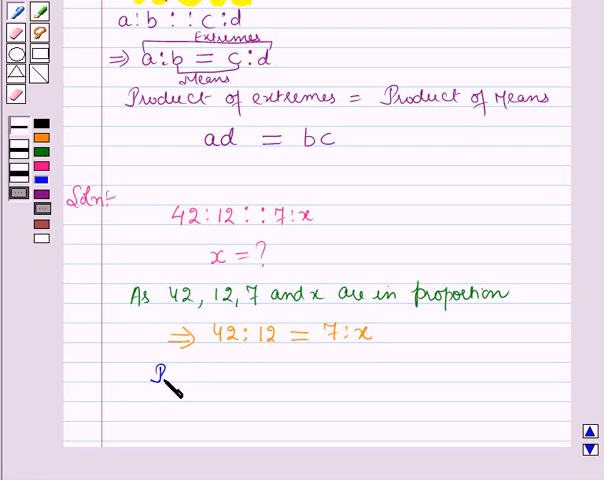 a:b::c:d
Extremes
⇒ a:b = c:d
Means
Product of extremes = Product of Means
ad = bc
Soln:-
42:12::7:x
x = ?
As 42, 12, 7 and x are in proportion
⇒ 42:12 = 7:x
P